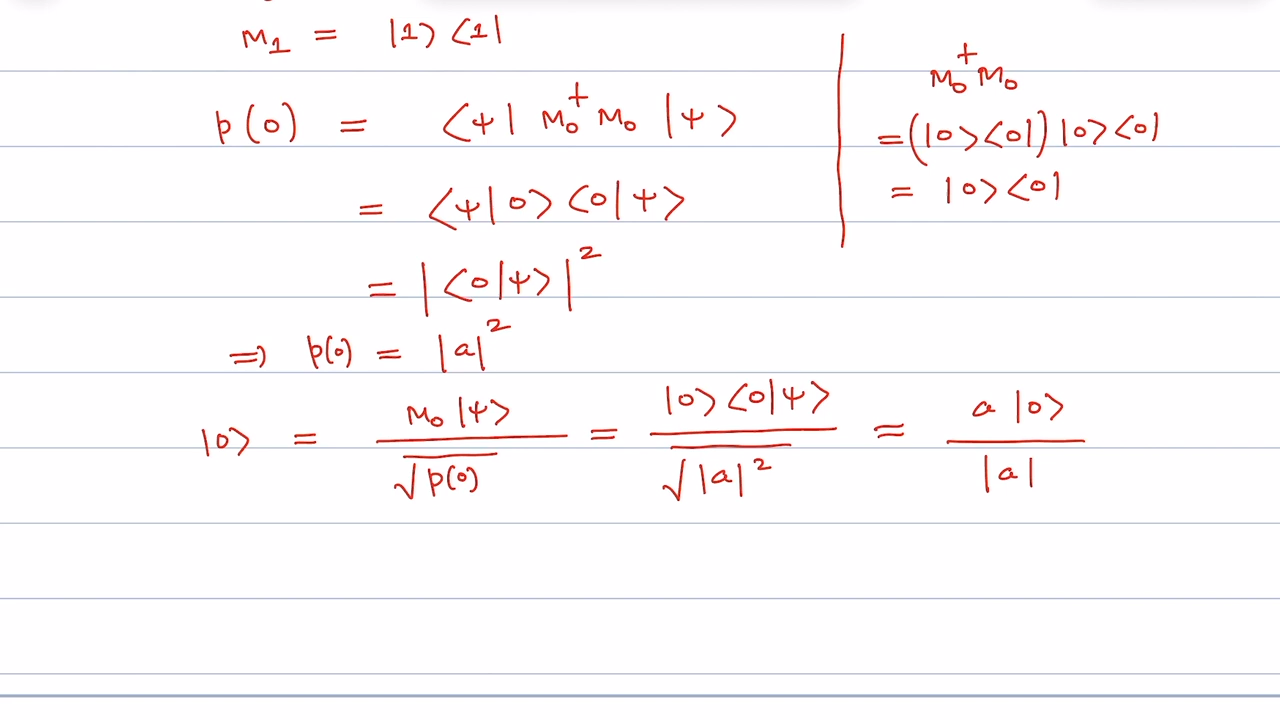 M₁ = |1⟩⟨1|
p(0) = ⟨ψ| M₀⁺ M₀ |ψ⟩
= ⟨ψ|0⟩⟨0|ψ⟩
= |⟨0|ψ⟩|²
⇒ p(0) = |a|²
|0⟩ = M₀|ψ⟩ / √p(0) = |0⟩⟨0|ψ⟩ / √|a|² = a|0⟩ / |a|
M₀⁺ M₀
= (|0⟩⟨0|)|0⟩⟨0|
= |0⟩⟨0|